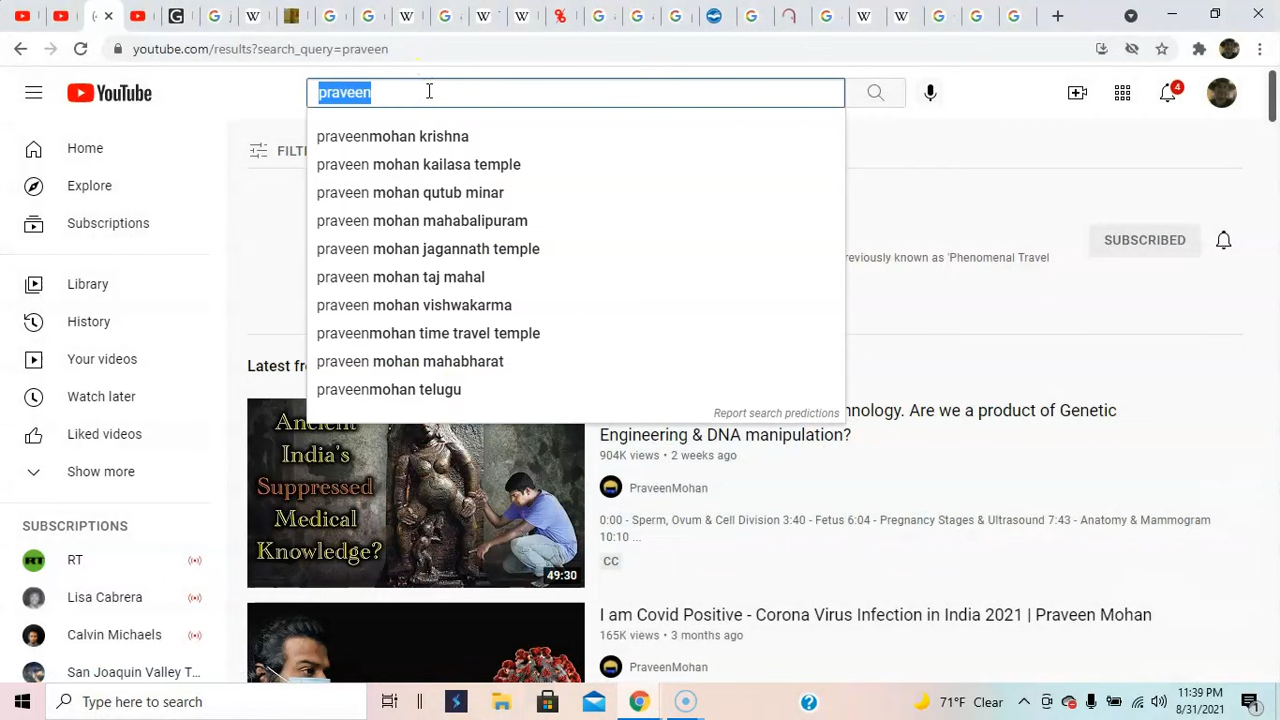 youtube.com/results?search_query=praveen
YouTube
praveen
4
praveenmohan krishna
praveen mohan kailasa temple
praveen mohan qutub minar
praveen mohan mahabalipuram
praveen mohan jagannath temple
praveen mohan taj mahal
praveen mohan vishwakarma
praveenmohan time travel temple
praveen mohan mahabharat
praveenmohan telugu
Report search predictions
Home
Explore
Subscriptions
Library
History
Your videos
Watch later
Liked videos
Show more
SUBSCRIPTIONS
RT
Lisa Cabrera
Calvin Michaels
San Joaquin Valley T...
FILT
SUBSCRIBED
reviously known as 'Phenomenal Travel
Latest fr
Ancient
India's
Suppressed
Medical
Knowledge?
49:30
hnology. Are we a product of Genetic
Engineering & DNA manipulation?
904K views • 2 weeks ago
PraveenMohan
0:00 - Sperm, Ovum & Cell Division 3:40 - Fetus 6:04 - Pregnancy Stages & Ultrasound 7:43 - Anatomy & Mammogram
10:10 ...
CC
I am Covid Positive - Corona Virus Infection in India 2021 | Praveen Mohan
165K views • 3 months ago
PraveenMohan
Type here to search
71°F Clear
11:39 PM
8/31/2021